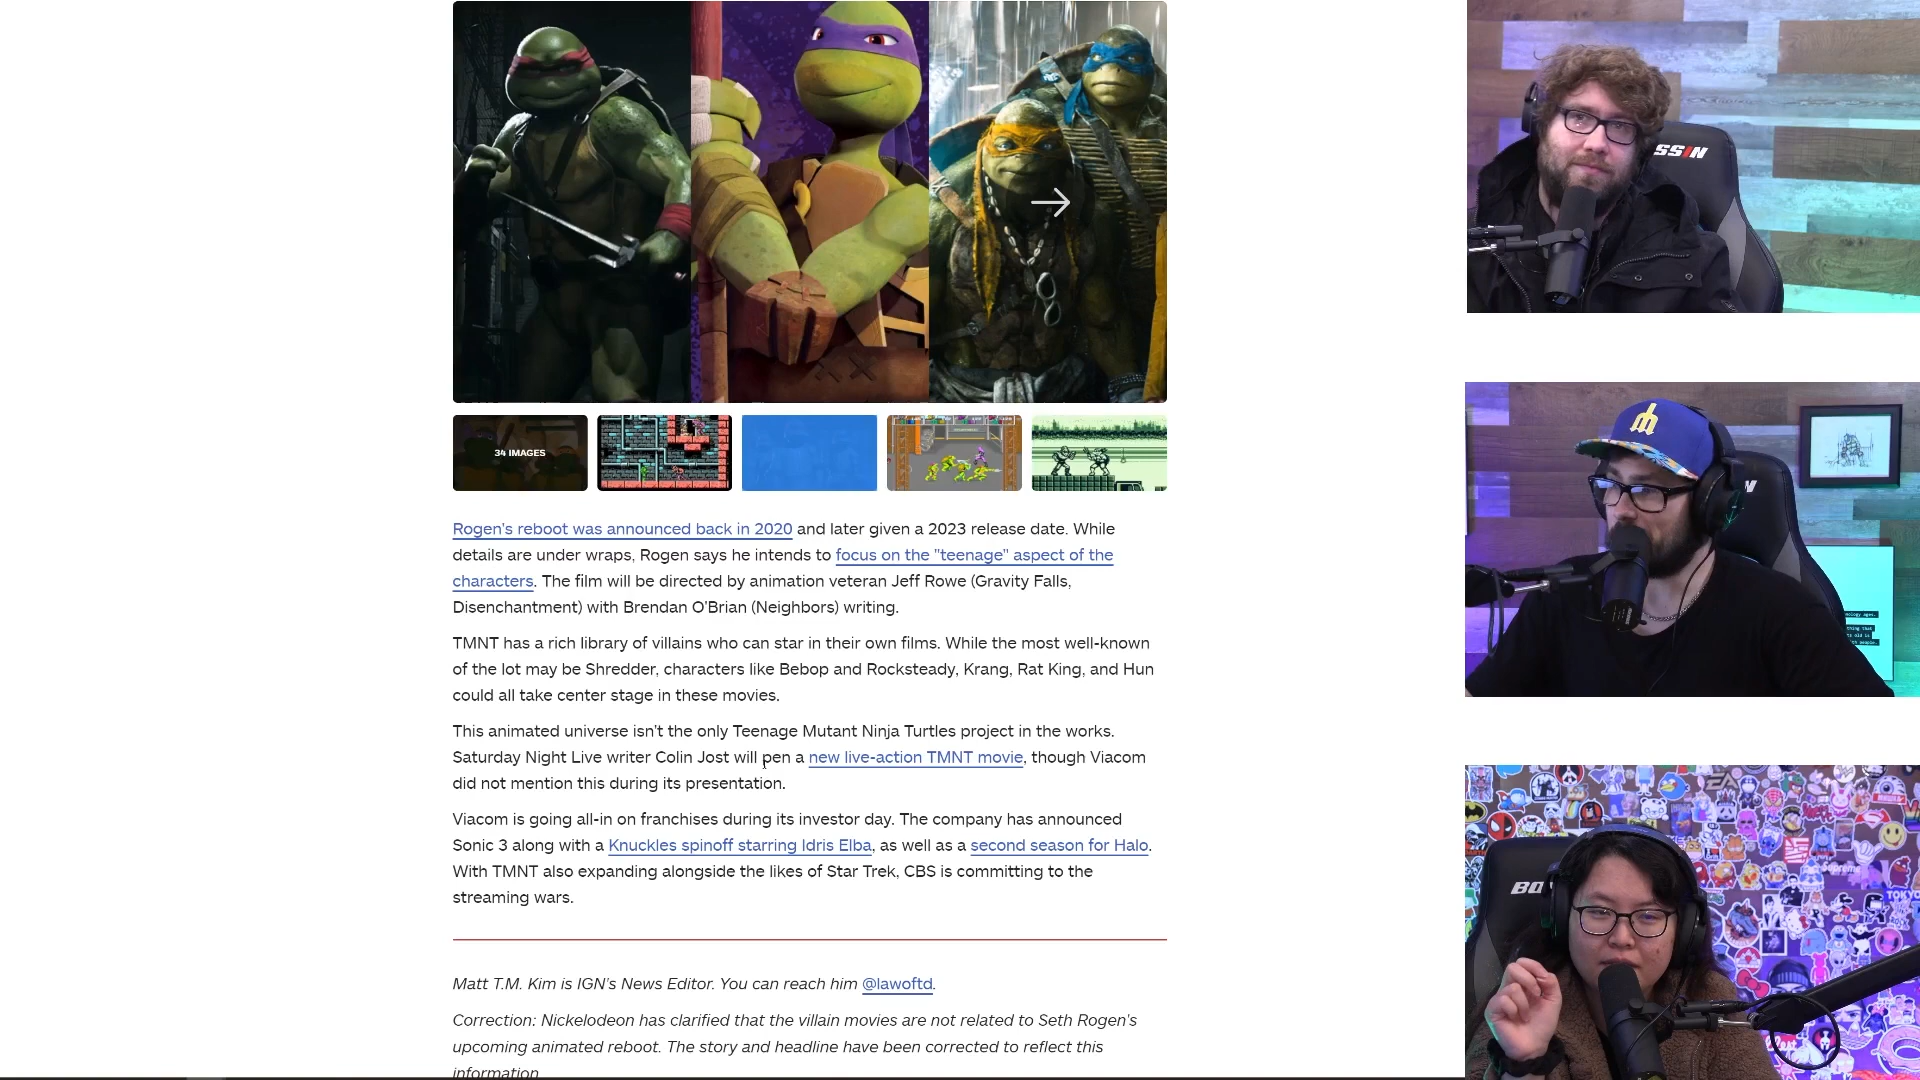 SSIN
34 IMAGES
Rogen's reboot was announced back in 2020 and later given a 2023 release date. While
details are under wraps, Rogen says he intends to focus on the "teenage" aspect of the
characters. The film will be directed by animation veteran Jeff Rowe (Gravity Falls,
Disenchantment) with Brendan O'Brian (Neighbors) writing.
TMNT has a rich library of villains who can star in their own films. While the most well-known
of the lot may be Shredder, characters like Bebop and Rocksteady, Krang, Rat King, and Hun
could all take center stage in these movies.
This animated universe isn't the only Teenage Mutant Ninja Turtles project in the works.
Saturday Night Live writer Colin Jost will pen a new live-action TMNT movie, though Viacom
did not mention this during its presentation.
Viacom is going all-in on franchises during its investor day. The company has announced
Sonic 3 along with a Knuckles spinoff starring Idris Elba, as well as a second season for Halo.
With TMNT also expanding alongside the likes of Star Trek, CBS is committing to the
streaming wars.
Matt T.M. Kim is IGN's News Editor. You can reach him @lawoftd.
Correction: Nickelodeon has clarified that the villain movies are not related to Seth Rogen's
upcoming animated reboot. The story and headline have been corrected to reflect this
information.
BO
TOKYO